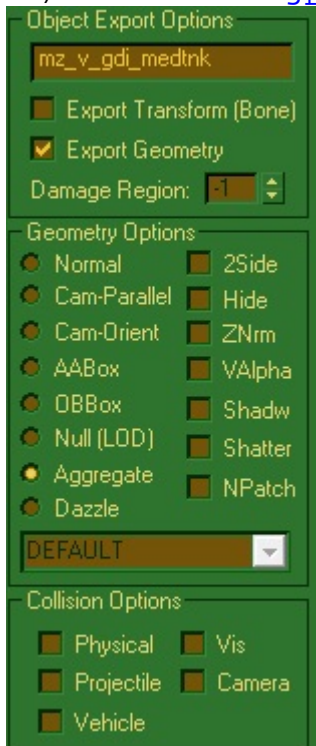 Object Export Options
mz_v_gdi_medtnk
Export Transform (Bone)
Export Geometry
Damage Region: -1
Geometry Options
Normal 2Side
Cam-Parallel Hide
Cam-Orient ZNrm
AABox VAlpha
OBBox Shadw
Null (LOD) Shatter
Aggregate NPatch
Dazzle
DEFAULT
Collision Options
Physical Vis
Projectile Camera
Vehicle